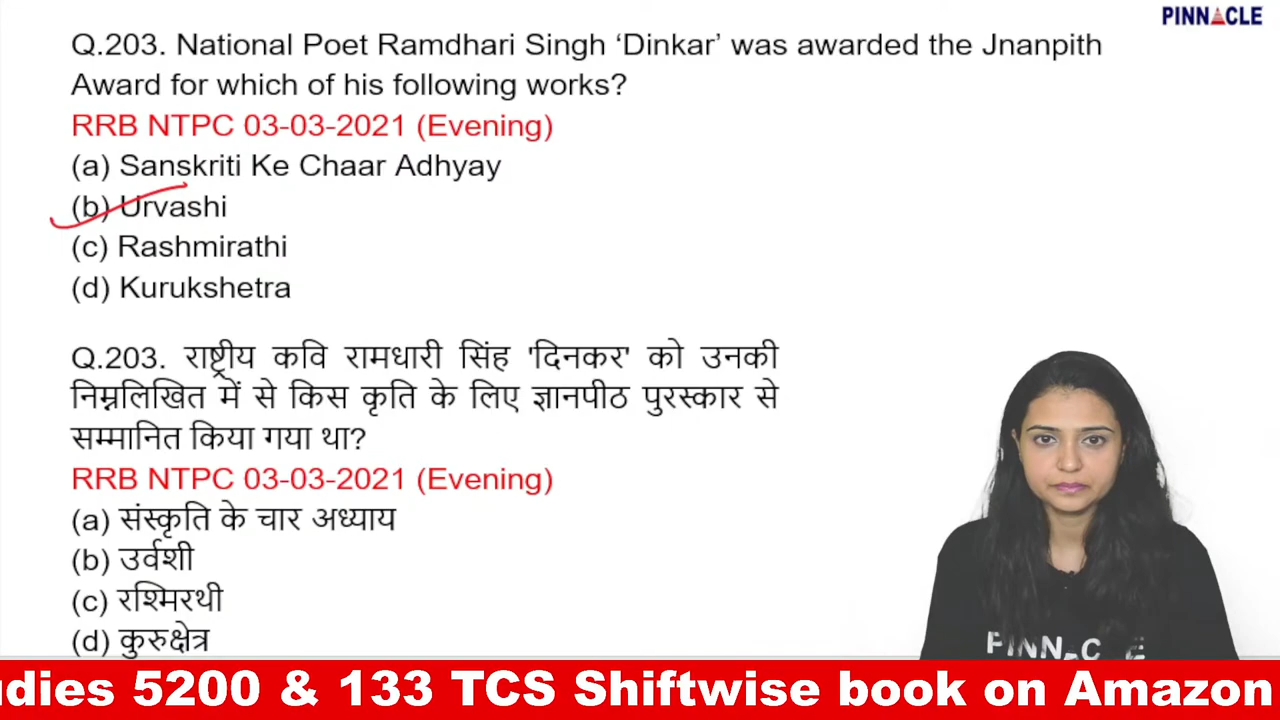 PINNACLE
Q.203. National Poet Ramdhari Singh ‘Dinkar’ was awarded the Jnanpith
Award for which of his following works?
RRB NTPC 03-03-2021 (Evening)
(a) Sanskriti Ke Chaar Adhyay
(b) Urvashi
(c) Rashmirathi
(d) Kurukshetra
Q.203. राष्ट्रीय कवि रामधारी सिंह 'दिनकर' को उनकी
निम्नलिखित में से किस कृति के लिए ज्ञानपीठ पुरस्कार से
सम्मानित किया गया था?
RRB NTPC 03-03-2021 (Evening)
(a) संस्कृति के चार अध्याय
(b) उर्वशी
(c) रश्मिरथी
(d) कुरुक्षेत्र
PINNACLE
udies 5200 & 133 TCS Shiftwise book on Amazon